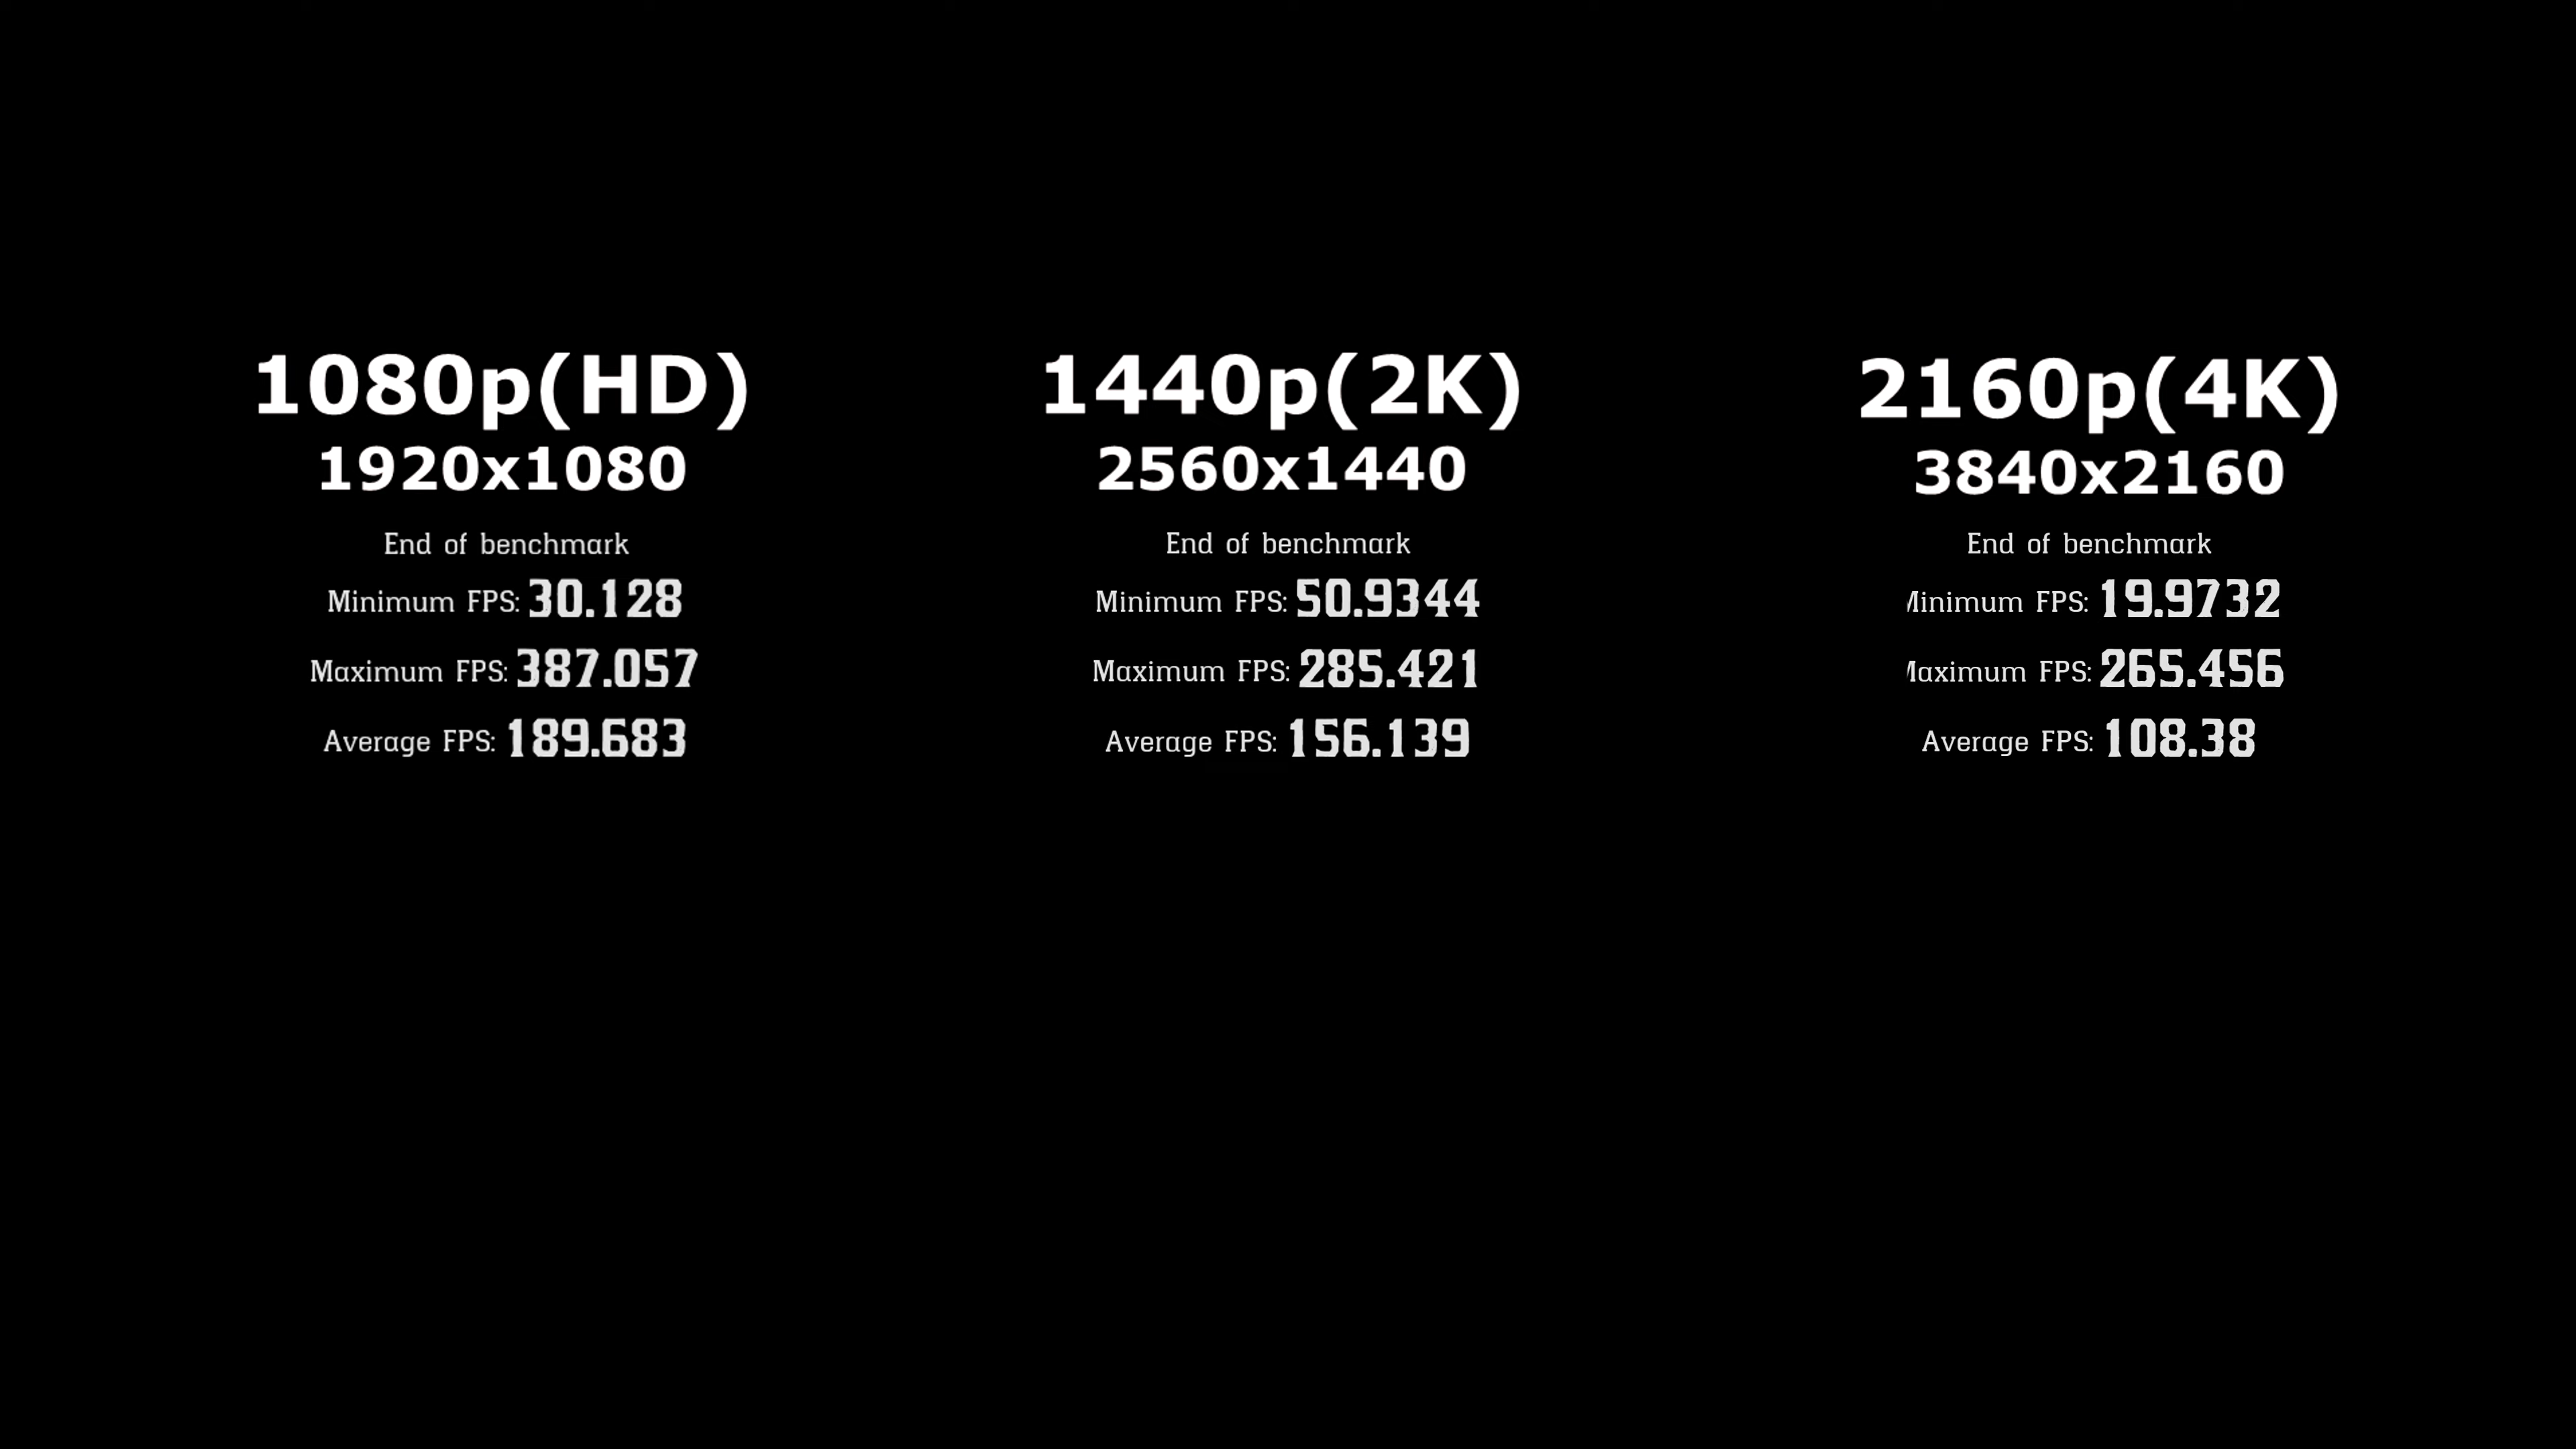 1080p(HD)
1920x1080
End of benchmark
Minimum FPS: 30.128
Maximum FPS: 387.057
Average FPS: 189.683
1440p(2K)
2560x1440
End of benchmark
Minimum FPS: 50.9344
Maximum FPS: 285.421
Average FPS: 156.139
2160p(4K)
3840x2160
End of benchmark
Minimum FPS: 19.9732
Maximum FPS: 265.456
Average FPS: 108.38